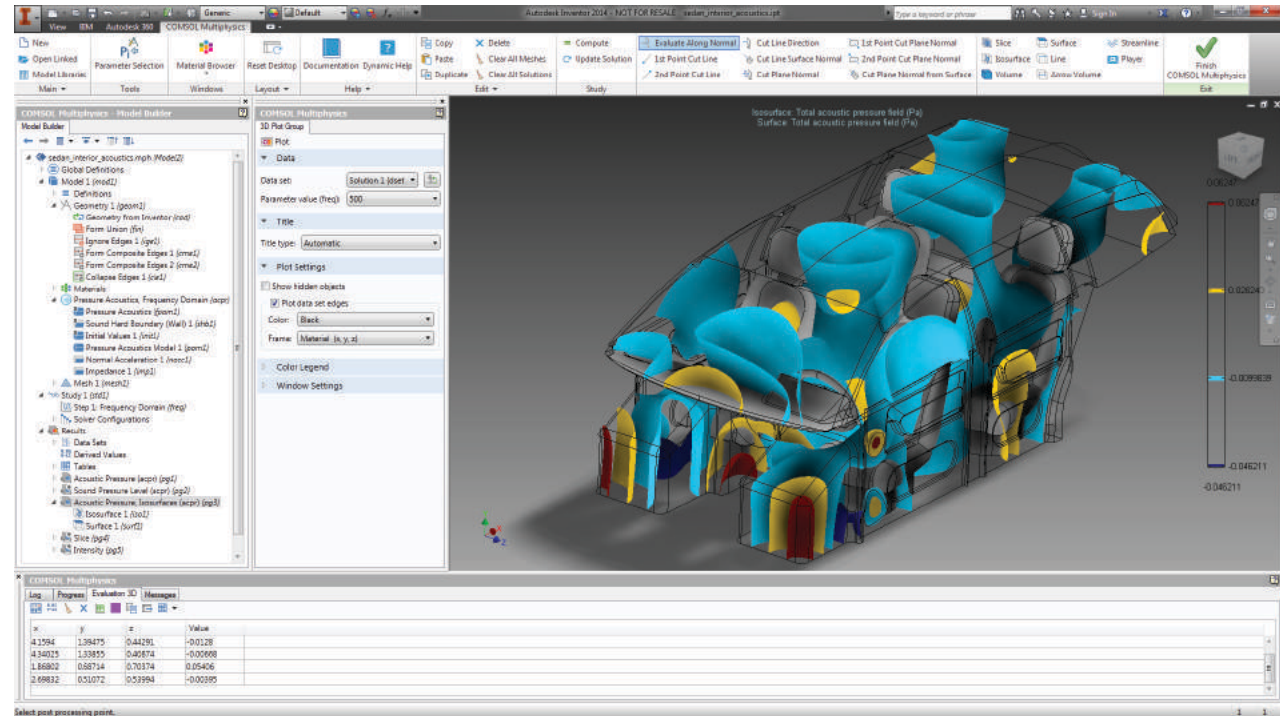 Generic
Default
Autodesk Inventor 2014 - NOT FOR RESALE sedan_interior_acoustics.ipt
Type a keyword or phrase
Sign In
View BIM Autodesk 360 COMSOL Multiphysics
New
Open Linked
Model Libraries
Parameter Selection
Material Browser
Reset Desktop
Documentation
Dynamic Help
Copy
Paste
Duplicate
Delete
Clear All Meshes
Clear All Solutions
Compute
Update Solution
Evaluate Along Normal
1st Point Cut Line
2nd Point Cut Line
Cut Line Direction
Cut Line Surface Normal
Cut Plane Normal
1st Point Cut Plane Normal
2nd Point Cut Plane Normal
Cut Plane Normal from Surface
Slice
Isosurface
Volume
Surface
Line
Arrow Volume
Streamline
Player
Finish
COMSOL Multiphysics
Main Tools Windows Layout Help Edit Study Exit
COMSOL Multiphysics - Model Builder
Model Builder
sedan_interior_acoustics.mph (Model2)
Global Definitions
Model 1 (mod1)
Definitions
Geometry 1 (geom1)
Geometry from Inventor (cad)
Form Union (fin)
Ignore Edges 1 (ige1)
Form Composite Edges 1 (cme1)
Form Composite Edges 2 (cme2)
Collapse Edges 1 (cie1)
Materials
Pressure Acoustics, Frequency Domain (acpr)
Pressure Acoustics (fpam1)
Sound Hard Boundary (Wall) 1 (shb1)
Initial Values 1 (init1)
Pressure Acoustics Model 1 (pam1)
Normal Acceleration 1 (nacc1)
Impedance 1 (imp1)
Mesh 1 (mesh1)
Study 1 (std1)
Step 1: Frequency Domain (freq)
Solver Configurations
Results
Data Sets
Derived Values
Tables
Acoustic Pressure (acpr) (pg1)
Sound Pressure Level (acpr) (pg2)
Acoustic Pressure, Isosurfaces (acpr) (pg3)
Isosurface 1 (iso1)
Surface 1 (surf1)
Slice (pg4)
Intensity (pg5)
COMSOL Multiphysics
3D Plot Group
Plot
Data
Data set: Solution 1 (dset
Parameter value (freq): 500
Title
Title type: Automatic
Plot Settings
Show hidden objects
Plot data set edges
Color: Black
Frame: Material (x, y, z)
Color Legend
Window Settings
Isosurface: Total acoustic pressure field (Pa)
Surface: Total acoustic pressure field (Pa)
0.06247
0.06247
0.026243
-0.0099839
-0.046211
-0.046211
COMSOL Multiphysics
Log Progress Evaluation 3D Messages
x y z Value
4.1594 1.39475 0.44291 -0.0128
4.34025 1.33855 0.40874 -0.00668
1.86802 0.68714 0.70374 0.05406
2.69832 0.51072 0.53994 -0.00395
Select post processing point.
1 1